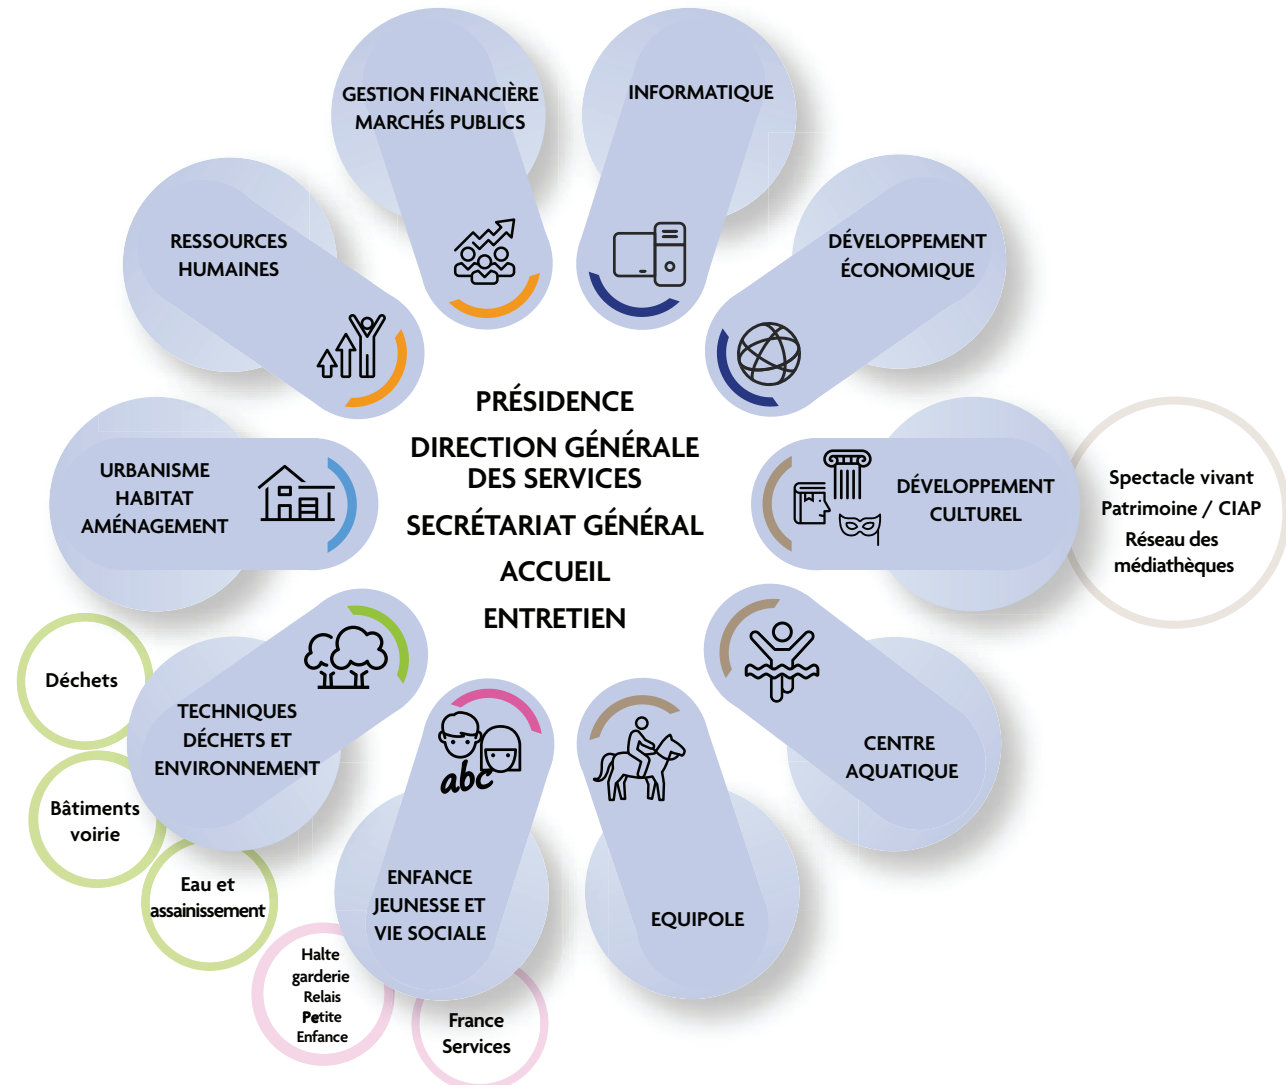 GESTION FINANCIÈRE
MARCHÉS PUBLICS
INFORMATIQUE
RESSOURCES
HUMAINES
DÉVELOPPEMENT
ÉCONOMIQUE
PRÉSIDENCE
DIRECTION GÉNÉRALE
DES SERVICES
SECRÉTARIAT GÉNÉRAL
ACCUEIL
ENTRETIEN
URBANISME
HABITAT
AMÉNAGEMENT
DÉVELOPPEMENT
CULTUREL
Spectacle vivant
Patrimoine / CIAP
Réseau des
médiathèques
Déchets
Bâtiments
voirie
Eau et
assainissement
TECHNIQUES
DÉCHETS ET
ENVIRONNEMENT
CENTRE
AQUATIQUE
abc
ENFANCE
JEUNESSE ET
VIE SOCIALE
EQUIPOLE
Halte
garderie
Relais
Petite
Enfance
France
Services